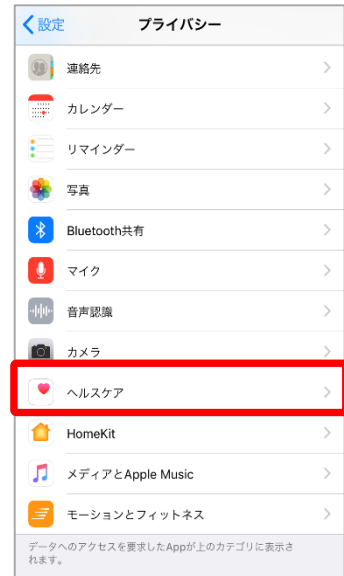 設定 プライバシー
連絡先
カレンダー
リマインダー
写真
Bluetooth共有
マイク
音声認識
カメラ
ヘルスケア
HomeKit
メディアとApple Music
モーションとフィットネス
データへのアクセスを要求したAppが上のカテゴリに表示さ
れます。